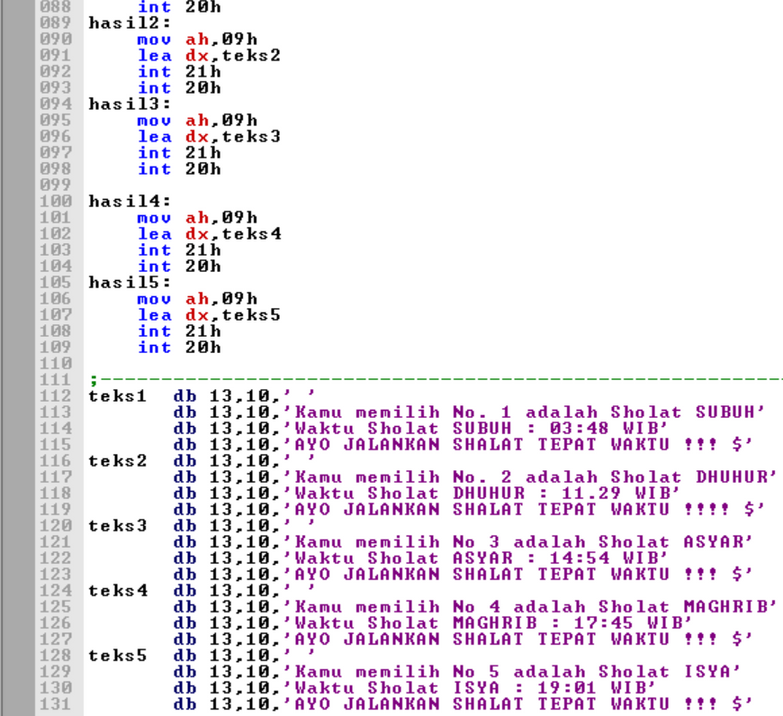 088 int 20h
089 hasil2:
090 mov ah,09h
091 lea dx,teks2
092 int 21h
093 int 20h
094 hasil3:
095 mov ah,09h
096 lea dx,teks3
097 int 21h
098 int 20h
099
100 hasil4:
101 mov ah,09h
102 lea dx,teks4
103 int 21h
104 int 20h
105 hasil5:
106 mov ah,09h
107 lea dx,teks5
108 int 21h
109 int 20h
110
111 ;------------------------------------------------------------
112 teks1 db 13,10,' '
113 db 13,10,'Kamu memilih No. 1 adalah Sholat SUBUH'
114 db 13,10,'Waktu Sholat SUBUH : 03:48 WIB'
115 db 13,10,'AYO JALANKAN SHALAT TEPAT WAKTU !!! $'
116 teks2 db 13,10,' '
117 db 13,10,'Kamu memilih No. 2 adalah Sholat DHUHUR'
118 db 13,10,'Waktu Sholat DHUHUR : 11.29 WIB'
119 db 13,10,'AYO JALANKAN SHALAT TEPAT WAKTU !!!! $'
120 teks3 db 13,10,' '
121 db 13,10,'Kamu memilih No 3 adalah Sholat ASYAR'
122 db 13,10,'Waktu Sholat ASYAR : 14:54 WIB'
123 db 13,10,'AYO JALANKAN SHALAT TEPAT WAKTU !!! $'
124 teks4 db 13,10,' '
125 db 13,10,'Kamu memilih No 4 adalah Sholat MAGHRIB'
126 db 13,10,'Waktu Sholat MAGHRIB : 17:45 WIB'
127 db 13,10,'AYO JALANKAN SHALAT TEPAT WAKTU !!! $'
128 teks5 db 13,10,' '
129 db 13,10,'Kamu memilih No 5 adalah Sholat ISYA'
130 db 13,10,'Waktu Sholat ISYA : 19:01 WIB'
131 db 13,10,'AYO JALANKAN SHALAT TEPAT WAKTU !!! $'